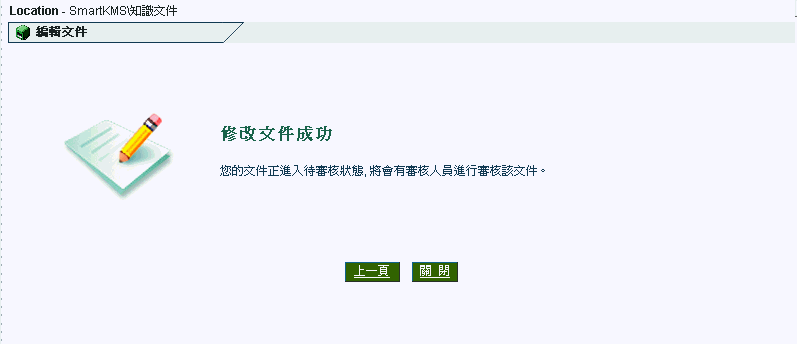 Location - SmartKMS\知識文件
編輯文件
修改文件成功
您的文件正進入待審核狀態, 將會有審核人員進行審核該文件。
上一頁 關 閉